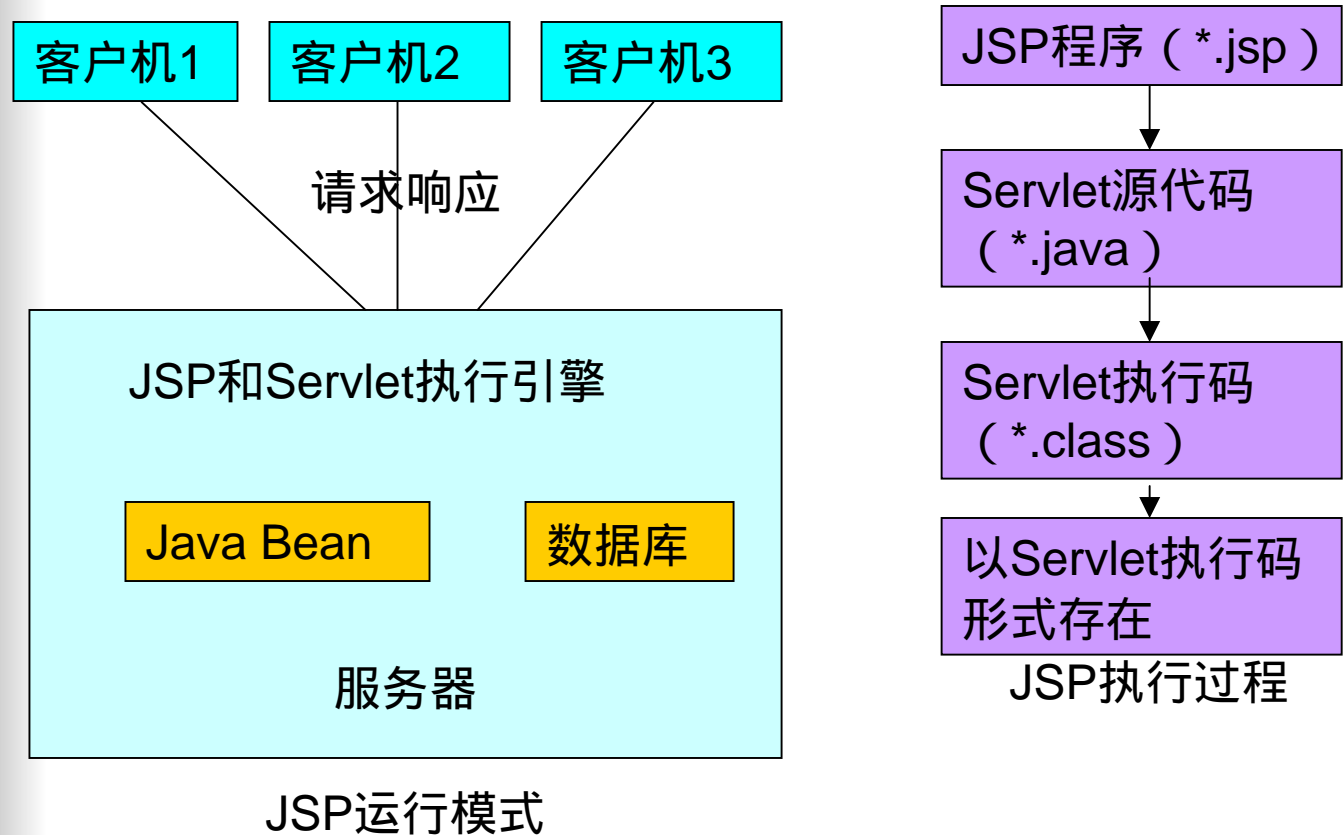 客户机1
客户机2
客户机3
请求响应
JSP和Servlet执行引擎
Java Bean
数据库
服务器
JSP运行模式
JSP程序（*.jsp）
Servlet源代码
（*.java）
Servlet执行码
（*.class）
以Servlet执行码
形式存在
JSP执行过程